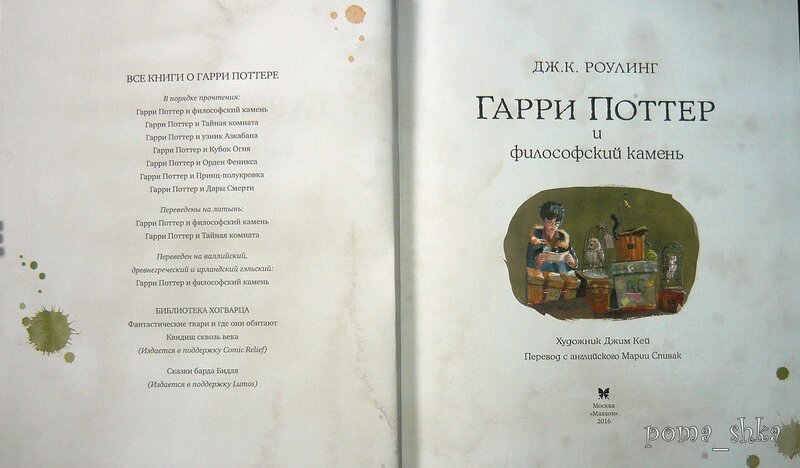 ВСЕ КНИГИ О ГАРРИ ПОТТЕРЕ
В порядке прочтения:
Гарри Поттер и философский камень
Гарри Поттер и Тайная комната
Гарри Поттер и узник Азкабана
Гарри Поттер и Кубок Огня
Гарри Поттер и Орден Феникса
Гарри Поттер и Принц-полукровка
Гарри Поттер и Дары Смерти
Переведены на латынь:
Гарри Поттер и философский камень
Гарри Поттер и Тайная комната
Переведен на валлийский,
древнегреческий и ирландский гэльский:
Гарри Поттер и философский камень
БИБЛИОТЕКА ХОГВАРЦА
Фантастические твари и где они обитают
Квидиш сквозь века
(Издается в поддержку Comic Relief)
Сказки барда Бидля
(Издается в поддержку Lumos)
ДЖ.К. РОУЛИНГ
ГАРРИ ПОТТЕР
и
философский камень
Художник Джим Кей
Перевод с английского Марии Спивак
Москва
«Махаон»
2016
poma_shka